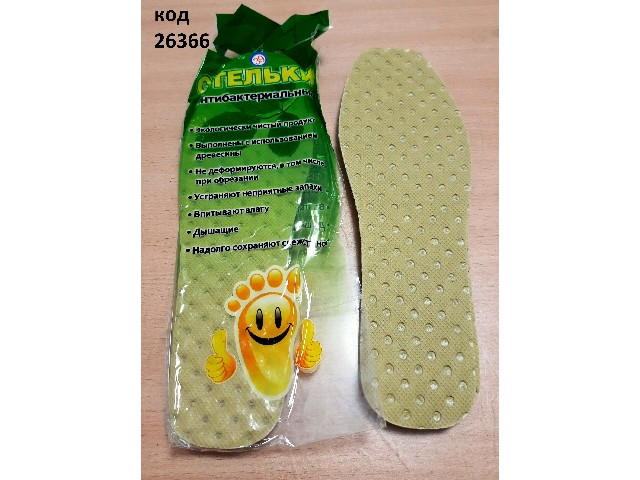 код
26366
СТЕЛЬКИ
антибактериальные
• Экологически чистый продукт
• Выполнены с использованием
древесины
• Не деформируются, в том числе
при обрезании
• Устраняют неприятные запахи
• Впитывают влагу
• Дышащие
• Надолго сохраняют свежесть ног